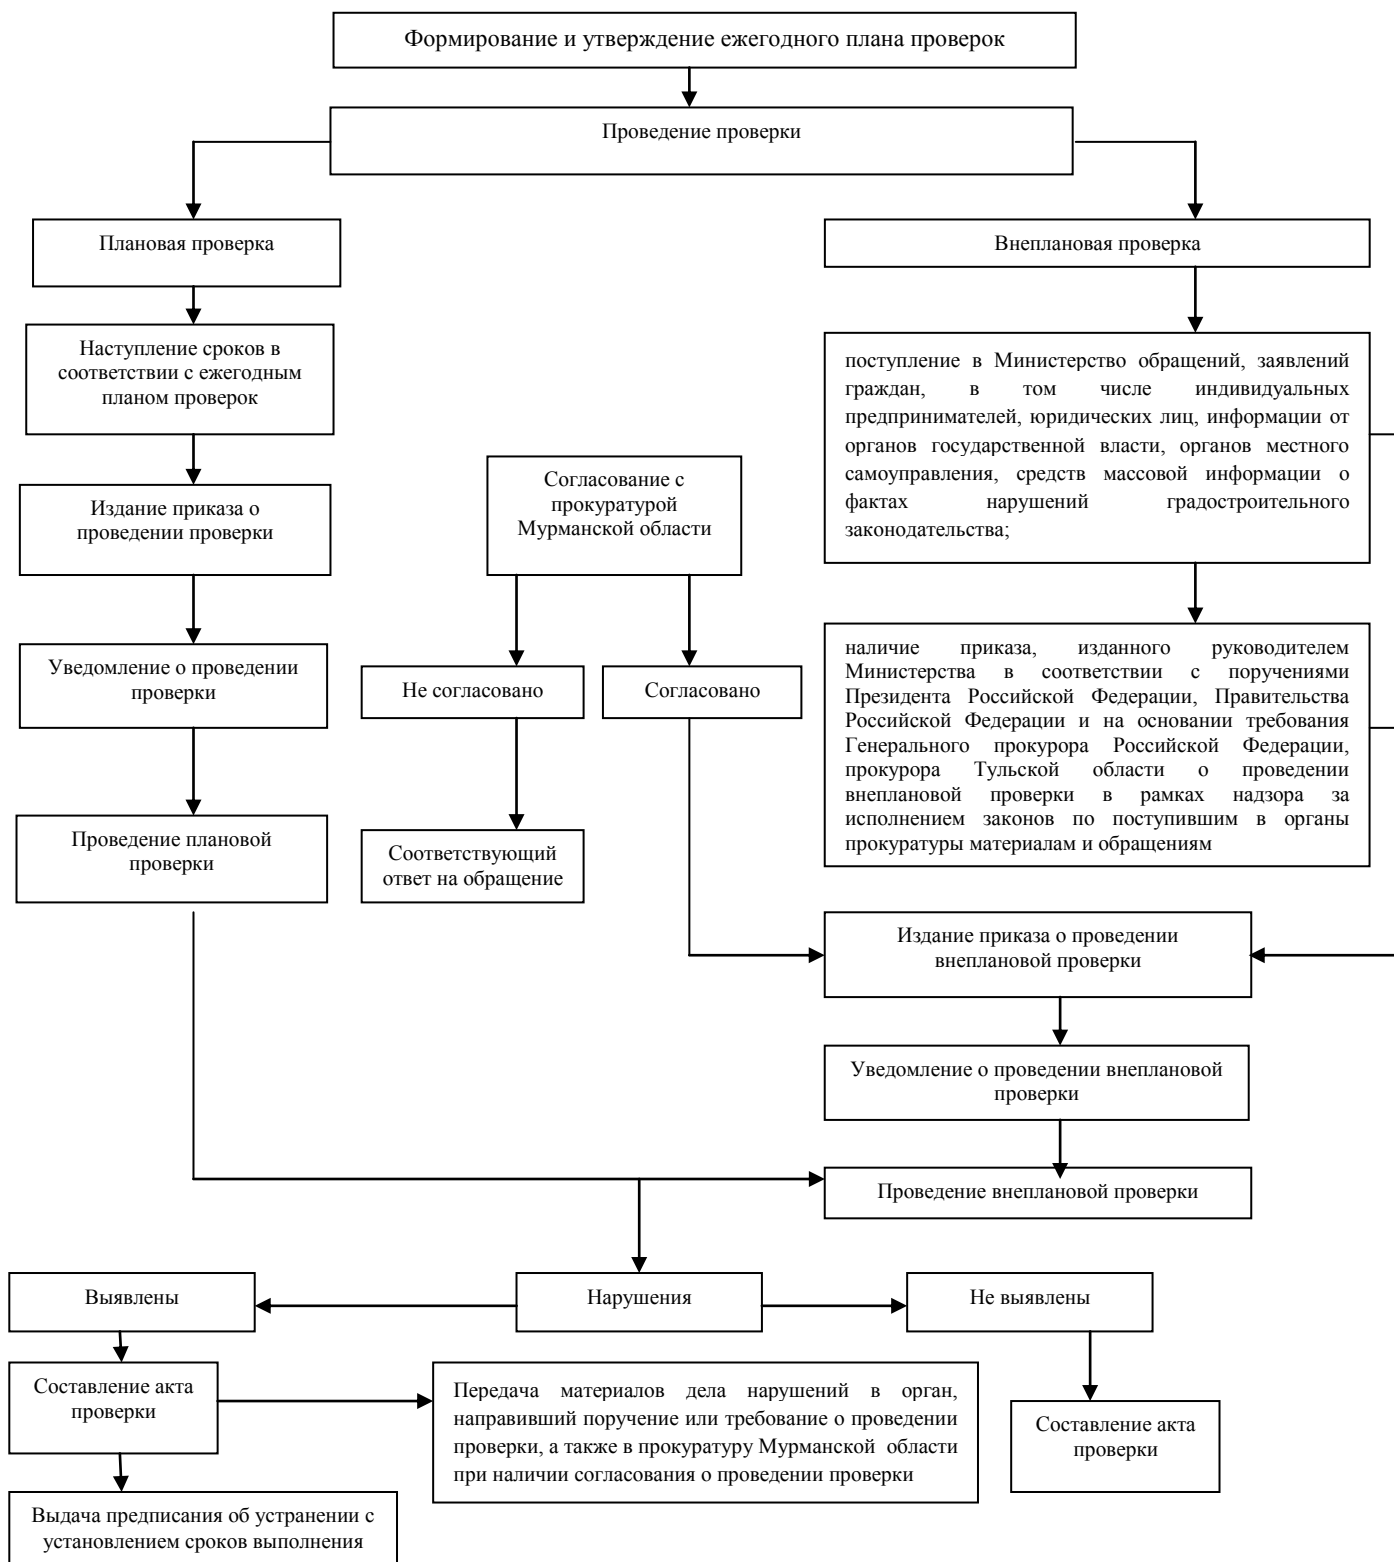 Формирование и утверждение ежегодного плана проверок
Проведение проверки
Плановая проверка
Внеплановая проверка
Наступление сроков в
соответствии с ежегодным
планом проверок
поступление в Министерство обращений, заявлений
граждан, в том числе индивидуальных
предпринимателей, юридических лиц, информации от
органов государственной власти, органов местного
самоуправления, средств массовой информации о
фактах нарушений градостроительного
законодательства;
Согласование с
прокуратурой
Мурманской области
Издание приказа о
проведении проверки
Уведомление о проведении
проверки
Не согласовано
Согласовано
наличие приказа, изданного руководителем
Министерства в соответствии с поручениями
Президента Российской Федерации, Правительства
Российской Федерации и на основании требования
Генерального прокурора Российской Федерации,
прокурора Тульской области о проведении
внеплановой проверки в рамках надзора за
исполнением законов по поступившим в органы
прокуратуры материалам и обращениям
Проведение плановой
проверки
Соответствующий
ответ на обращение
Издание приказа о проведении
внеплановой проверки
Уведомление о проведении внеплановой
проверки
Проведение внеплановой проверки
Выявлены
Нарушения
Не выявлены
Составление акта
проверки
Передача материалов дела нарушений в орган,
направивший поручение или требование о проведении
проверки, а также в прокуратуру Мурманской области
при наличии согласования о проведении проверки
Составление акта
проверки
Выдача предписания об устранении с
установлением сроков выполнения